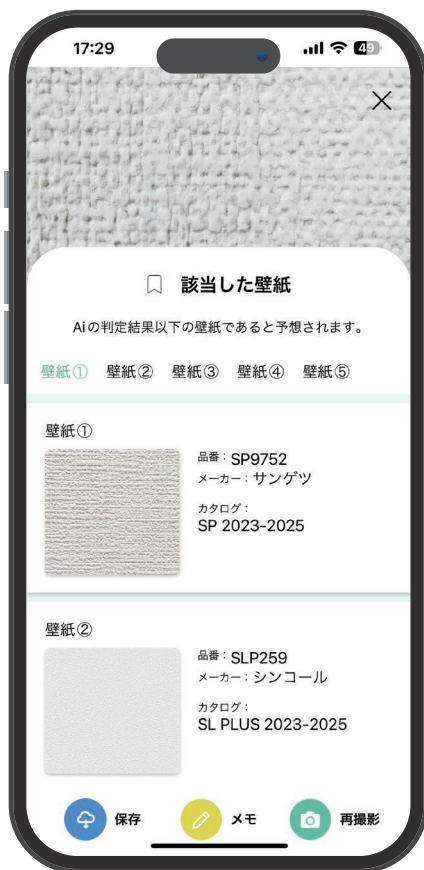 17:29
49
該当した壁紙
Aiの判定結果以下の壁紙であると予想されます。
壁紙① 壁紙② 壁紙③ 壁紙④ 壁紙⑤
壁紙①
品番：SP9752
メーカー：サンゲツ
カタログ：
SP 2023-2025
壁紙②
品番：SLP259
メーカー：シンコール
カタログ：
SL PLUS 2023-2025
保存 メモ 再撮影